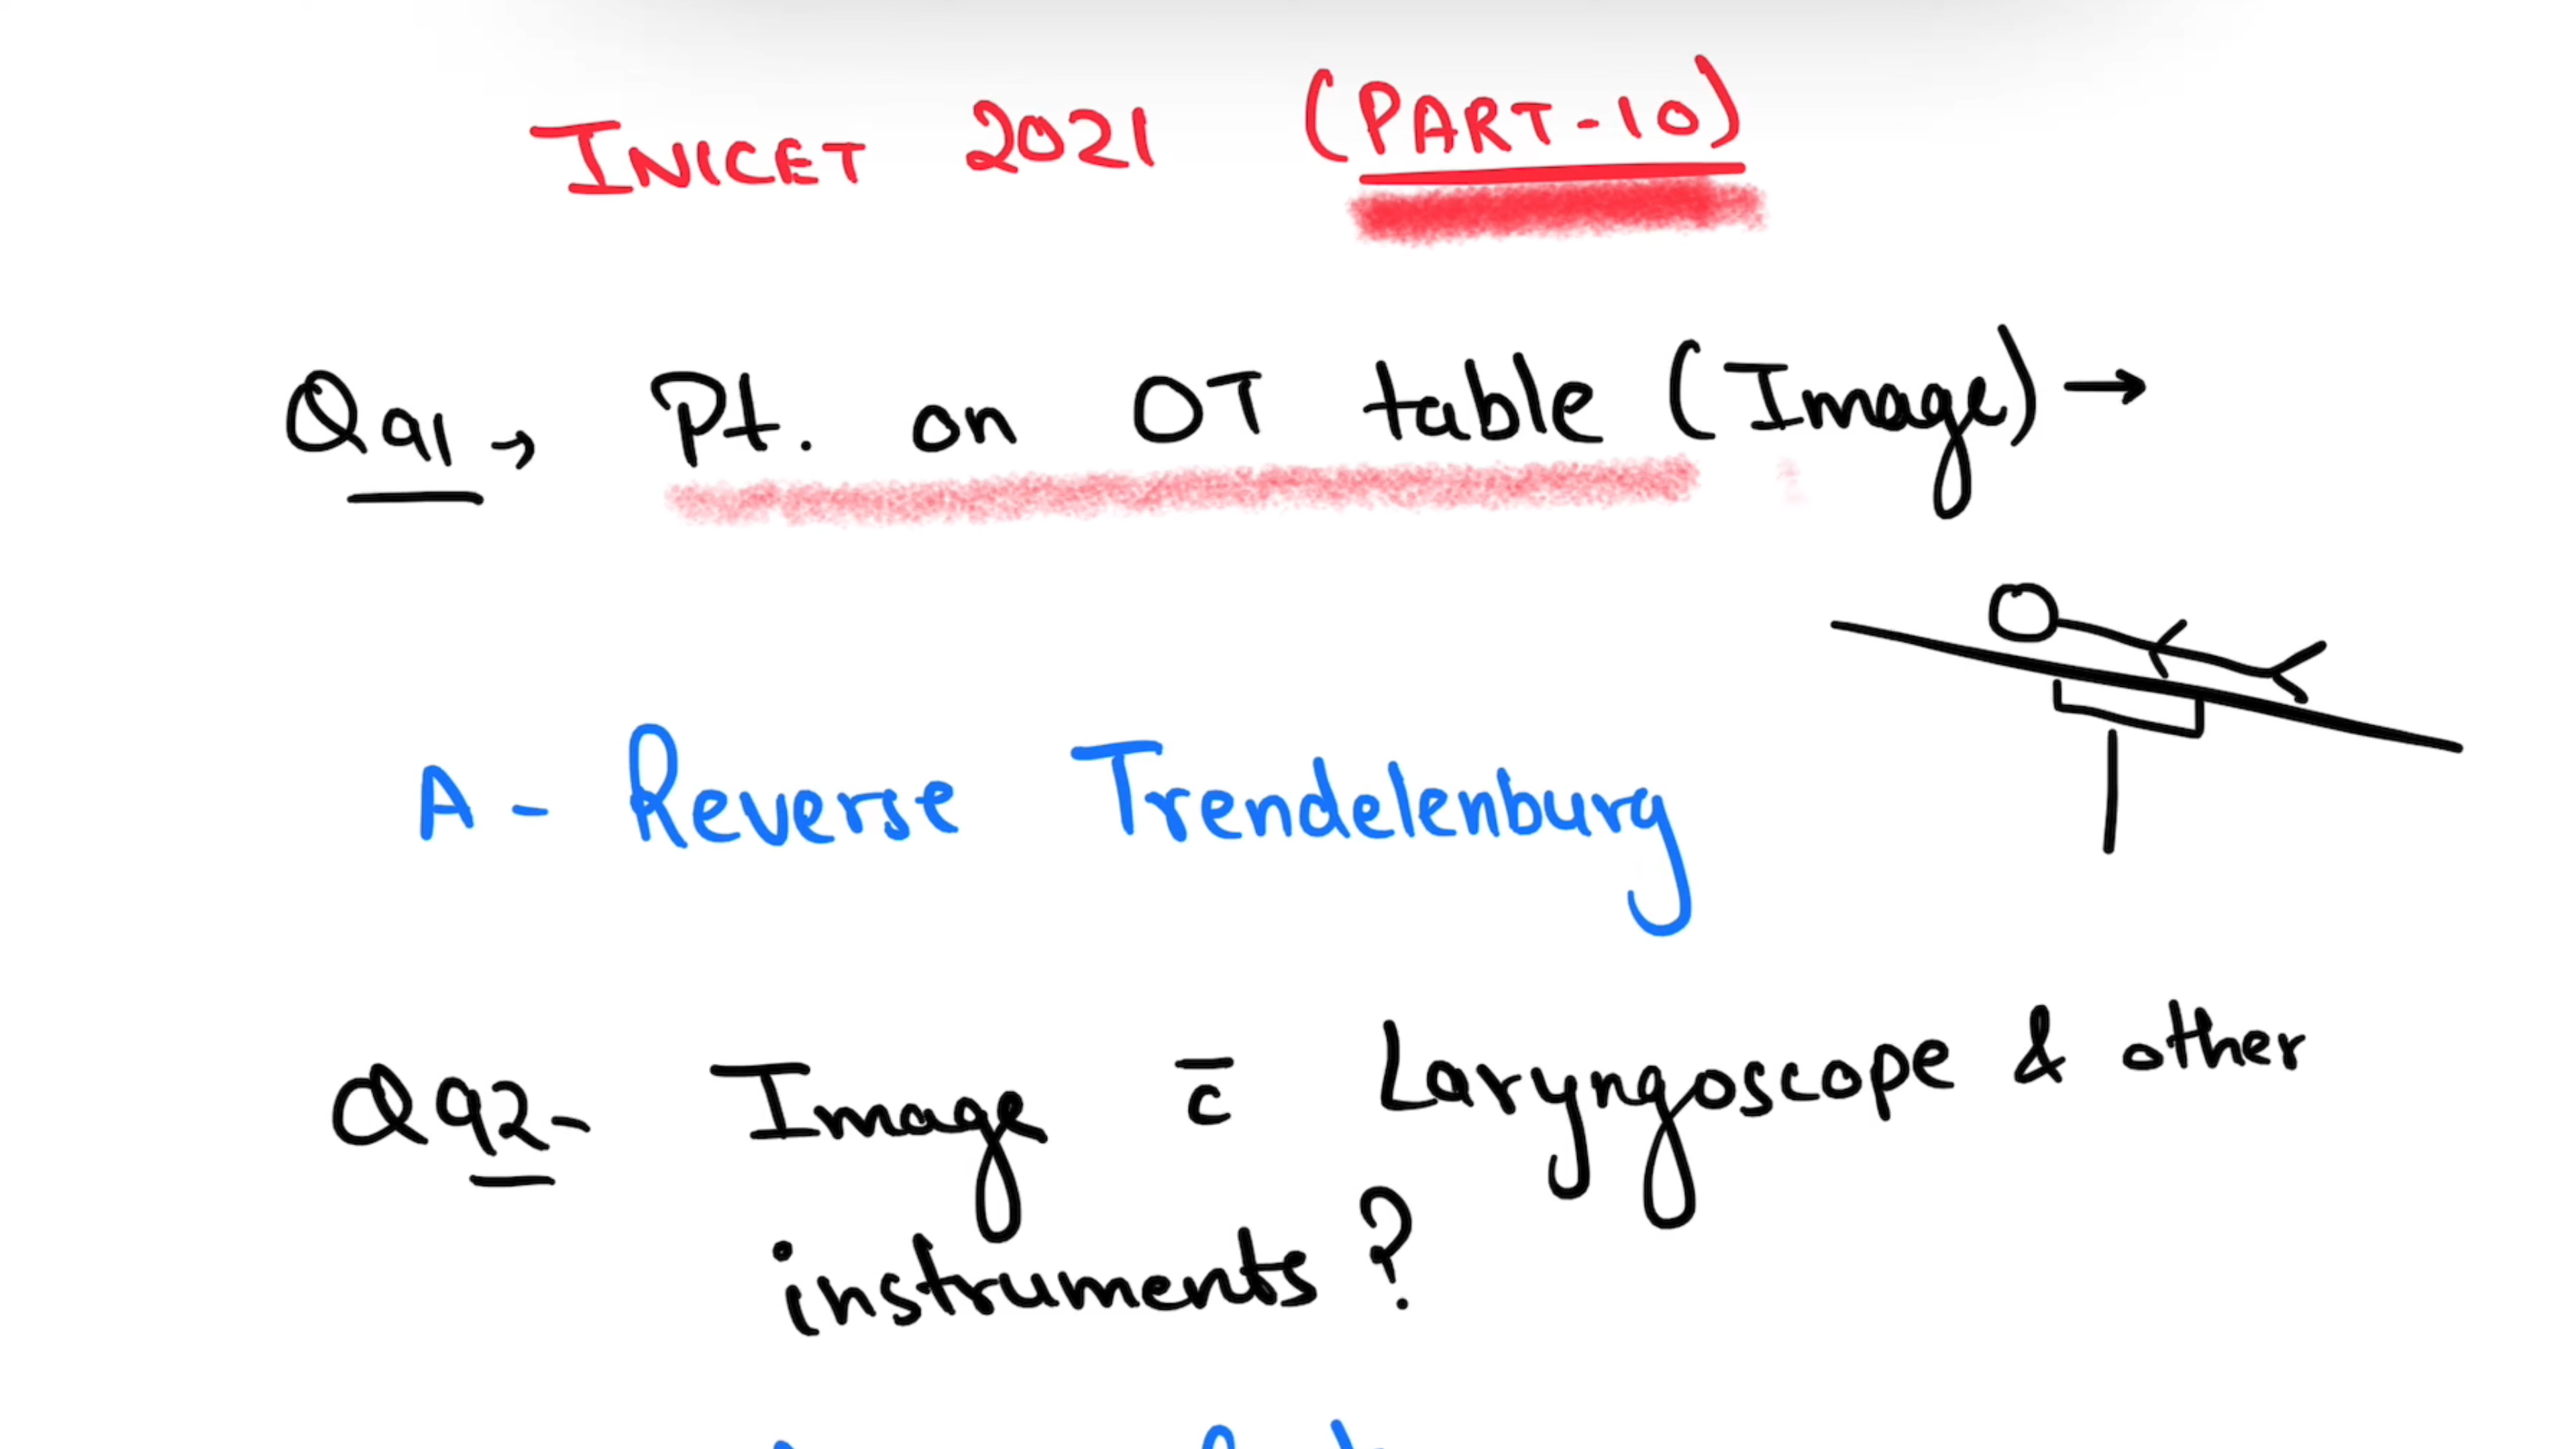 INICET 2021 (PART-10)
Q91 → Pt. on OT table (Image) →
A - Reverse Trendelenburg
Q92- Image c̄ Laryngoscope & other
instruments?